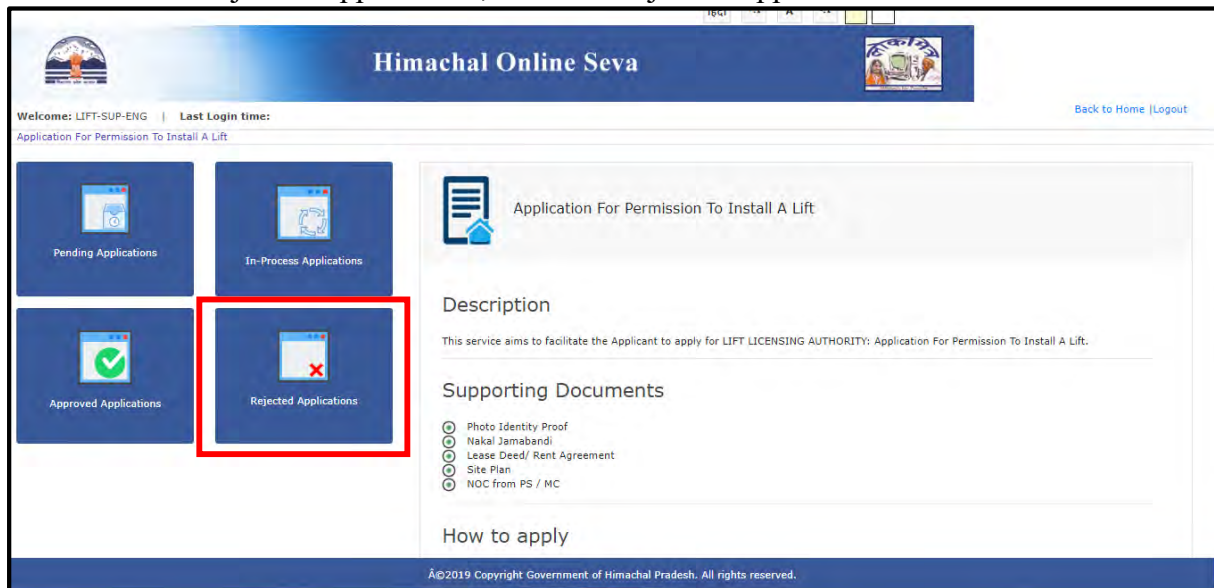 हिंदी A
Himachal Online Seva
लोकमित्र
Welcome: LIFT-SUP-ENG | Last Login time:
Back to Home |Logout
Application For Permission To Install A Lift
Pending Applications
In-Process Applications
Approved Applications
Rejected Applications
Application For Permission To Install A Lift
Description
This service aims to facilitate the Applicant to apply for LIFT LICENSING AUTHORITY: Application For Permission To Install A Lift.
Supporting Documents
Photo Identity Proof
Nakal Jamabandi
Lease Deed/ Rent Agreement
Site Plan
NOC from PS / MC
How to apply
Â©2019 Copyright Government of Himachal Pradesh. All rights reserved.